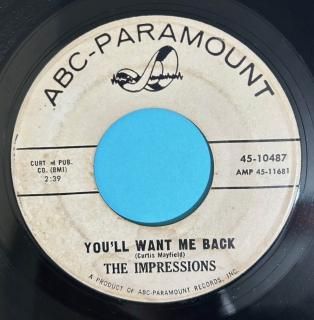 ABC-PARAMOUNT
CURT PUB.
CO. (BMI)
2:39
45-10487
AMP 45-11681
YOU'LL WANT ME BACK
(Curtis Mayfield)
THE IMPRESSIONS
A PRODUCT OF ABC-PARAMOUNT RECORDS, INC.